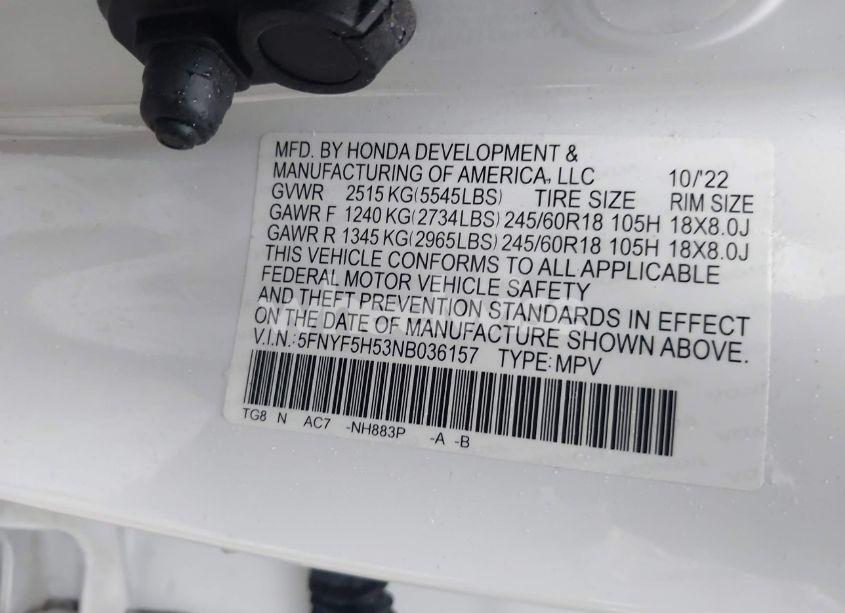 MFD. BY HONDA DEVELOPMENT &
MANUFACTURING OF AMERICA, LLC 10/'22
GVWR 2515 KG(5545LBS) TIRE SIZE RIM SIZE
GAWR F 1240 KG(2734LBS) 245/60R18 105H 18X8.0J
GAWR R 1345 KG(2965LBS) 245/60R18 105H 18X8.0J
THIS VEHICLE CONFORMS TO ALL APPLICABLE
FEDERAL MOTOR VEHICLE SAFETY
AND THEFT PREVENTION STANDARDS IN EFFECT
ON THE DATE OF MANUFACTURE SHOWN ABOVE.
V.I.N.:5FNYF5H53NB036157 TYPE:MPV
TG8 N AC7 -NH883P -A -B